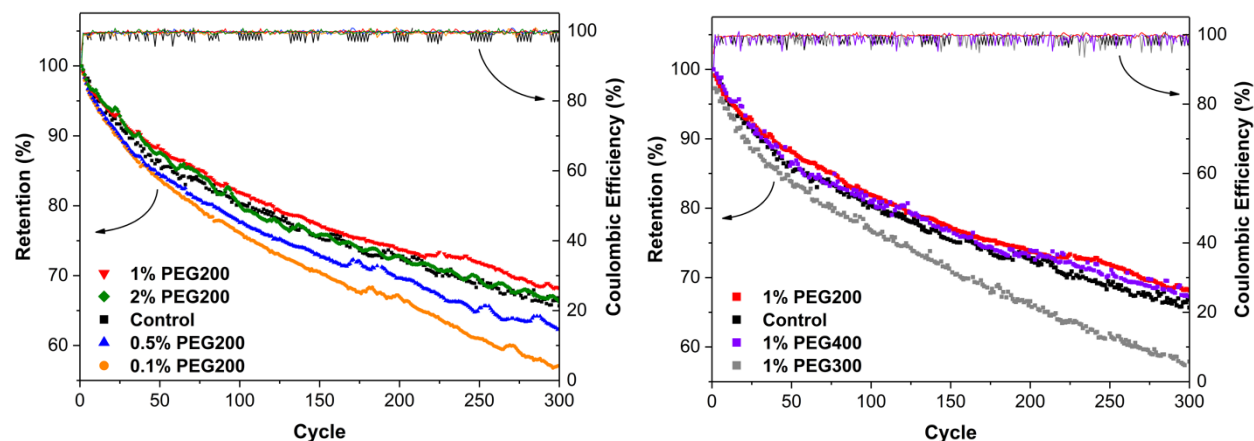 100
90
80
70
60
Retention (%)
0
50
100
150
200
250
300
Cycle
100
80
60
40
20
0
Coulombic Efficiency (%)
1% PEG200
2% PEG200
Control
0.5% PEG200
0.1% PEG200
100
90
80
70
60
Retention (%)
0
50
100
150
200
250
300
Cycle
100
80
60
40
20
0
Coulombic Efficiency (%)
1% PEG200
Control
1% PEG400
1% PEG300